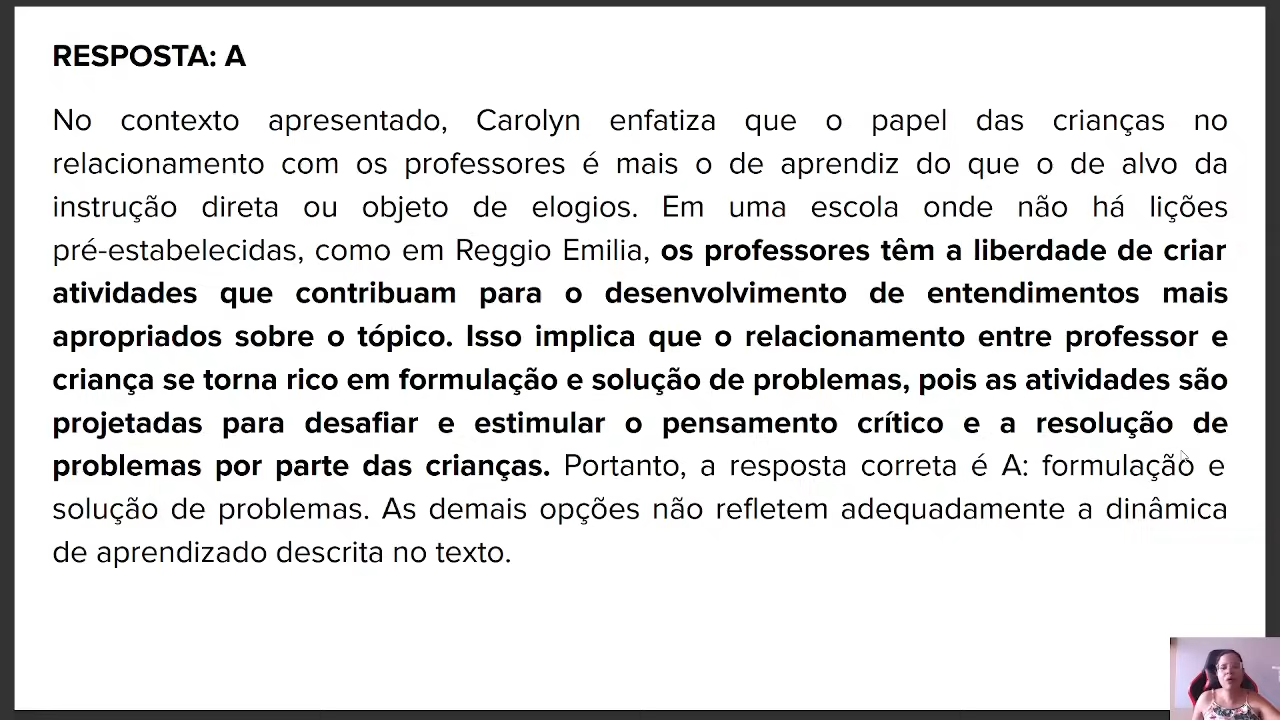 RESPOSTA: A
No contexto apresentado, Carolyn enfatiza que o papel das crianças no
relacionamento com os professores é mais o de aprendiz do que o de alvo da
instrução direta ou objeto de elogios. Em uma escola onde não há lições
pré-estabelecidas, como em Reggio Emilia, os professores têm a liberdade de criar
atividades que contribuam para o desenvolvimento de entendimentos mais
apropriados sobre o tópico. Isso implica que o relacionamento entre professor e
criança se torna rico em formulação e solução de problemas, pois as atividades são
projetadas para desafiar e estimular o pensamento crítico e a resolução de
problemas por parte das crianças. Portanto, a resposta correta é A: formulação e
solução de problemas. As demais opções não refletem adequadamente a dinâmica
de aprendizado descrita no texto.